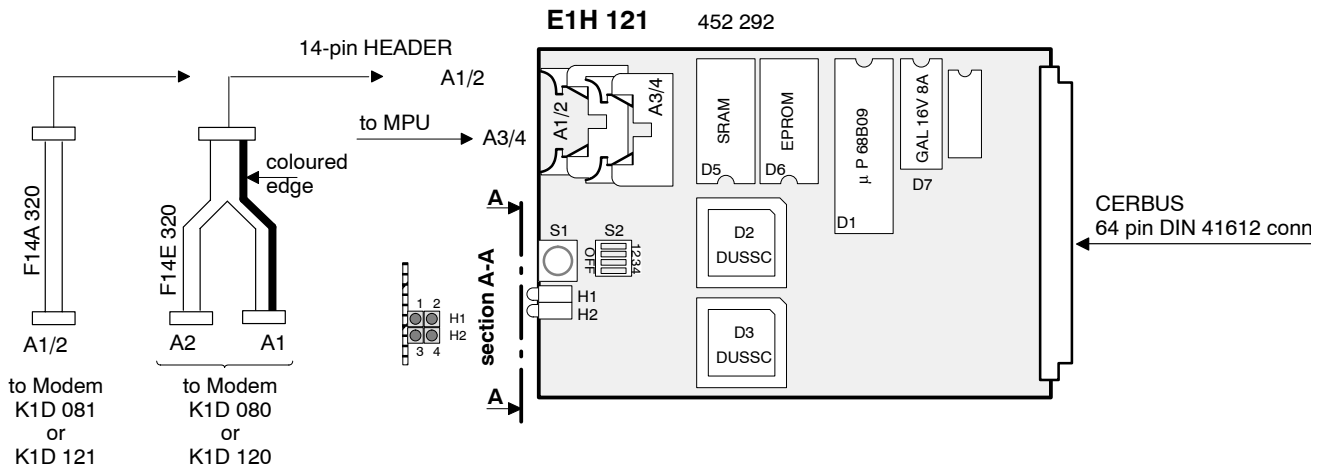 E1H 121 452 292
14-pin HEADER
A1/2
to MPU
A3/4
coloured
edge
F14A 320
F14E 320
A1/2
A2
A1
to Modem
K1D 081
or
K1D 121
to Modem
K1D 080
or
K1D 120
1 2
H1
H2
3 4
A
section A-A
A
A1/2
A3/4
SRAM
D5
EPROM
D6
µ P 68B09
D1
GAL 16V 8A
D7
S1
S2
OFF
1234
H1
H2
D2
DUSSC
D3
DUSSC
CERBUS
64 pin DIN 41612 conn